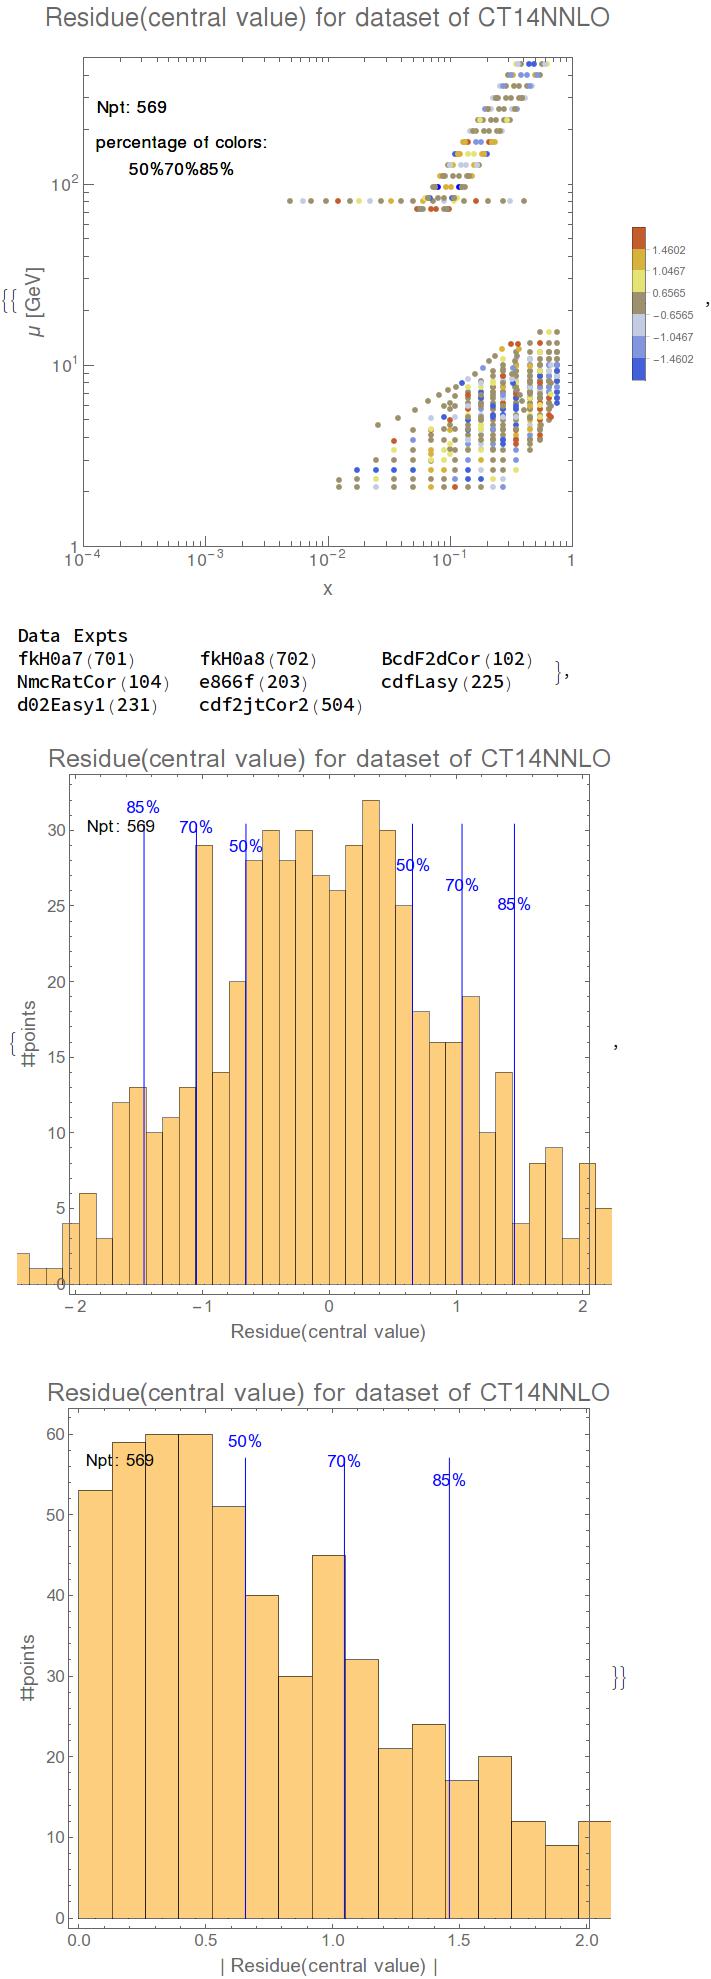 Residue(central value) for dataset of CT14NNLO
Npt: 569
percentage of colors:
50%70%85%
10²
10¹
1
{{ μ [GeV]
1.4602
1.0467
0.6565
−0.6565
−1.0467
−1.4602
,
10⁻⁴ 10⁻³ 10⁻² 10⁻¹ 1
x
Data Expts
fkH0a7(701) fkH0a8(702) BcdF2dCor(102)
NmcRatCor(104) e866f(203) cdfLasy(225)
d02Easy1(231) cdf2jtCor2(504)
},
Residue(central value) for dataset of CT14NNLO
85%
Npt: 569 70%
50%
50%
70%
85%
30
25
20
15
10
5
0
{ #points
,
−2 −1 0 1 2
Residue(central value)
Residue(central value) for dataset of CT14NNLO
50%
Npt: 569 70%
85%
60
50
40
30
20
10
0
#points
}}
0.0 0.5 1.0 1.5 2.0
| Residue(central value) |